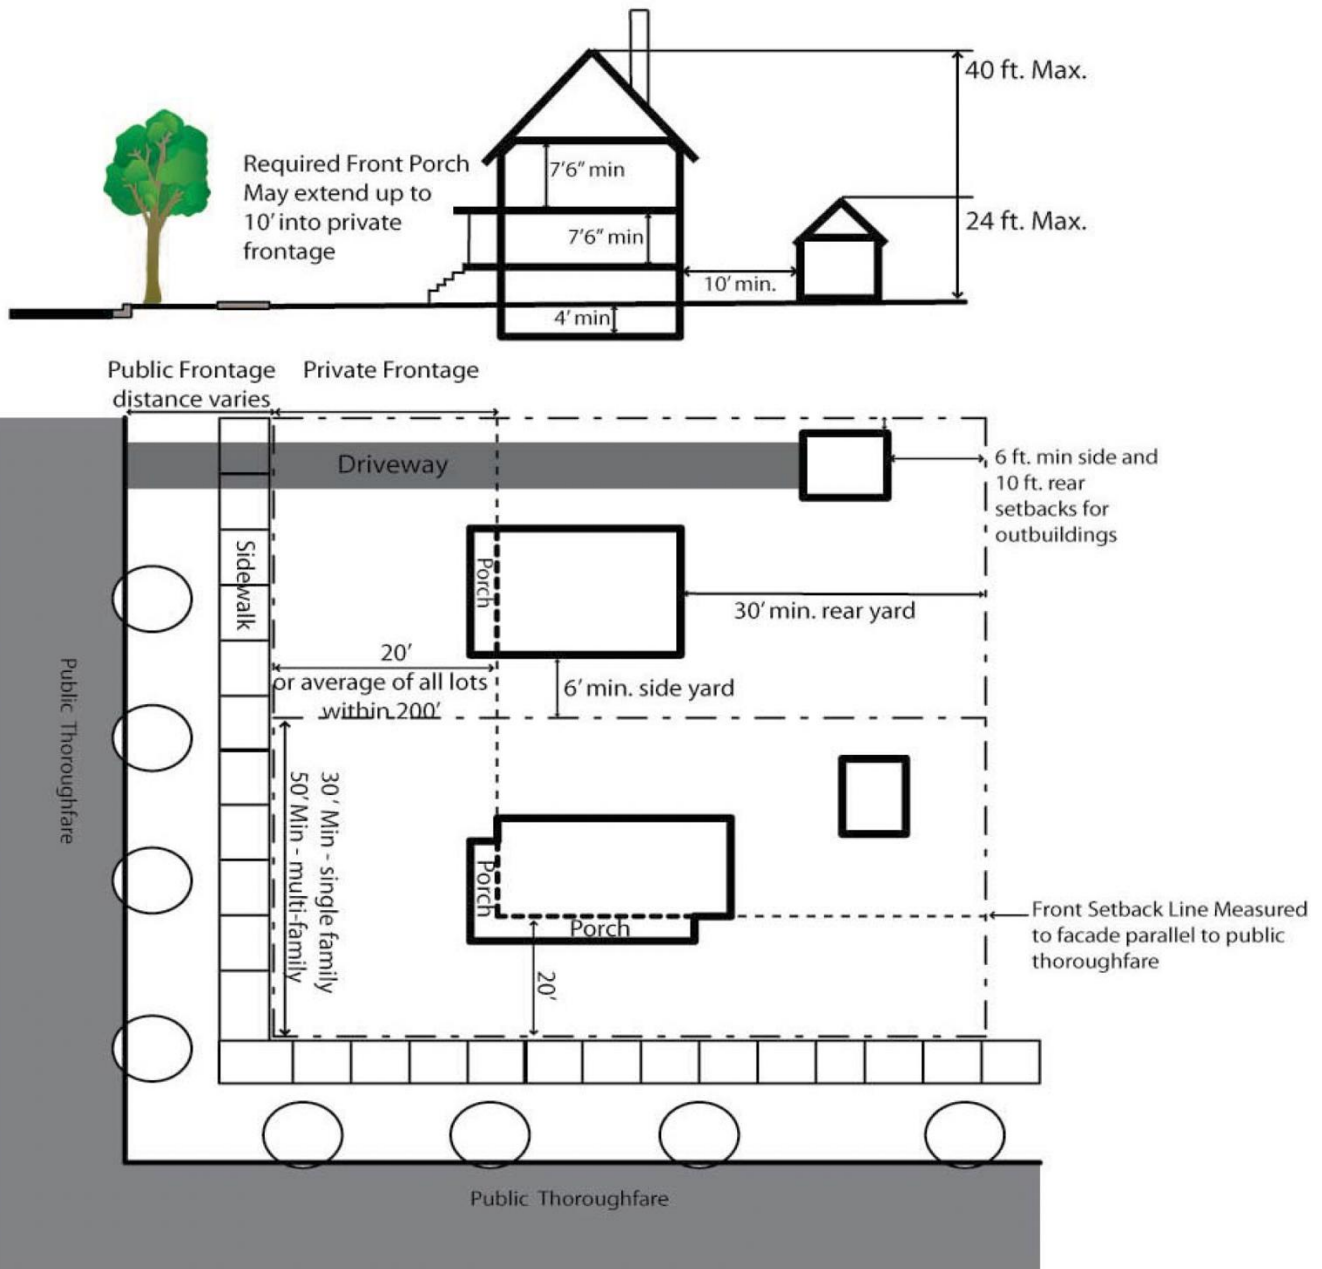 40 ft. Max.
Required Front Porch
May extend up to
10' into private
frontage
7'6" min
24 ft. Max.
7'6" min
10' min.
4' min
Public Frontage
distance varies
Private Frontage
Driveway
6 ft. min side and
10 ft. rear
setbacks for
outbuildings
Sidewalk
Porch
30' min. rear yard
20'
or average of all lots
within 200'
6' min. side yard
Public Thoroughfare
30' Min - single family
50' Min - multi-family
Porch
Porch
20'
Front Setback Line Measured
to facade parallel to public
thoroughfare
Public Thoroughfare